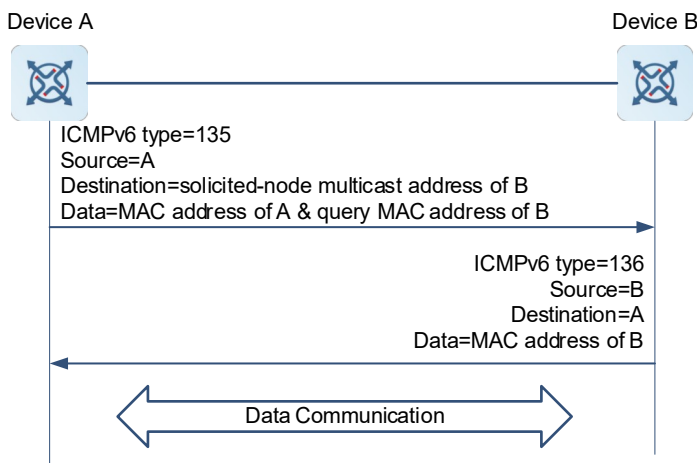 Device A
Device B
ICMPv6 type=135
Source=A
Destination=solicited-node multicast address of B
Data=MAC address of A & query MAC address of B
ICMPv6 type=136
Source=B
Destination=A
Data=MAC address of B
Data Communication